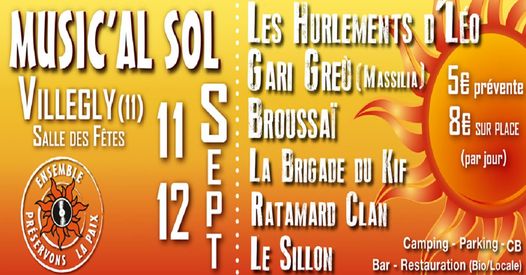 MUSIC'AL SOL
VILLEGLY (11)
SALLE DES FÊTES
11
12
SEPT
ENSEMBLE
PRÉSERVONS LA PAIX
LES HURLEMENTS D'LÉO
GARI GREÙ (MASSILIA)
BROUSSAÏ
LA BRIGADE DU KIF
RATAMARD CLAN
LE SILLON
5€ prévente
8€ SUR PLACE
(par jour)
Camping - Parking - CB
Bar - Restauration (Bio/Locale)